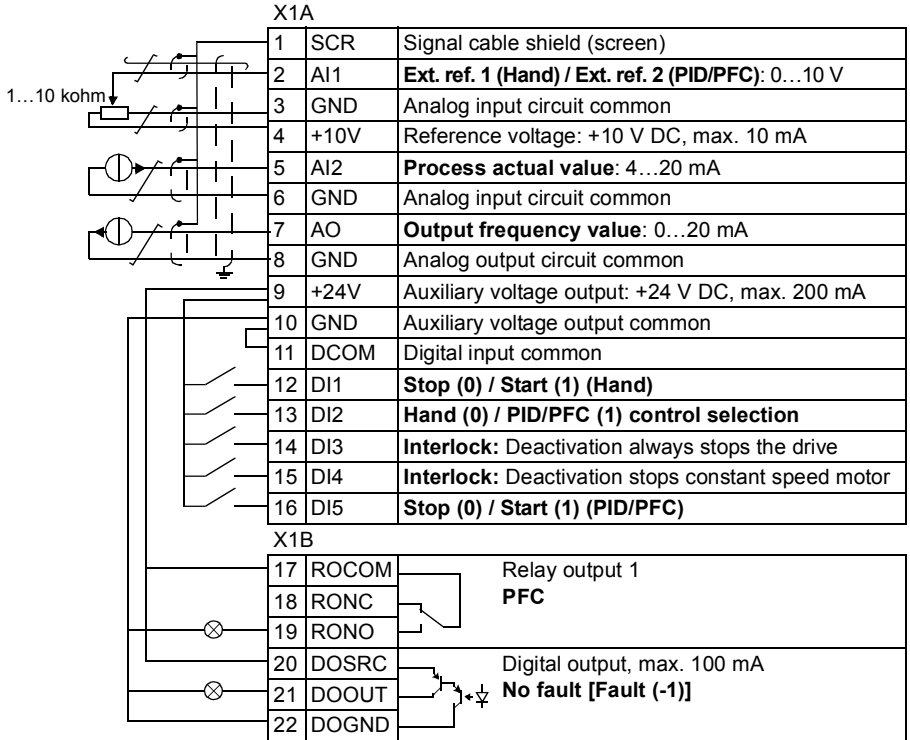 X1A
1 SCR Signal cable shield (screen)
2 AI1 Ext. ref. 1 (Hand) / Ext. ref. 2 (PID/PFC): 0…10 V
1…10 kohm
3 GND Analog input circuit common
4 +10V Reference voltage: +10 V DC, max. 10 mA
5 AI2 Process actual value: 4…20 mA
6 GND Analog input circuit common
7 AO Output frequency value: 0…20 mA
8 GND Analog output circuit common
9 +24V Auxiliary voltage output: +24 V DC, max. 200 mA
10 GND Auxiliary voltage output common
11 DCOM Digital input common
12 DI1 Stop (0) / Start (1) (Hand)
13 DI2 Hand (0) / PID/PFC (1) control selection
14 DI3 Interlock: Deactivation always stops the drive
15 DI4 Interlock: Deactivation stops constant speed motor
16 DI5 Stop (0) / Start (1) (PID/PFC)
X1B
17 ROCOM Relay output 1
18 RONC PFC
19 RONO
20 DOSRC Digital output, max. 100 mA
21 DOOUT No fault [Fault (-1)]
22 DOGND